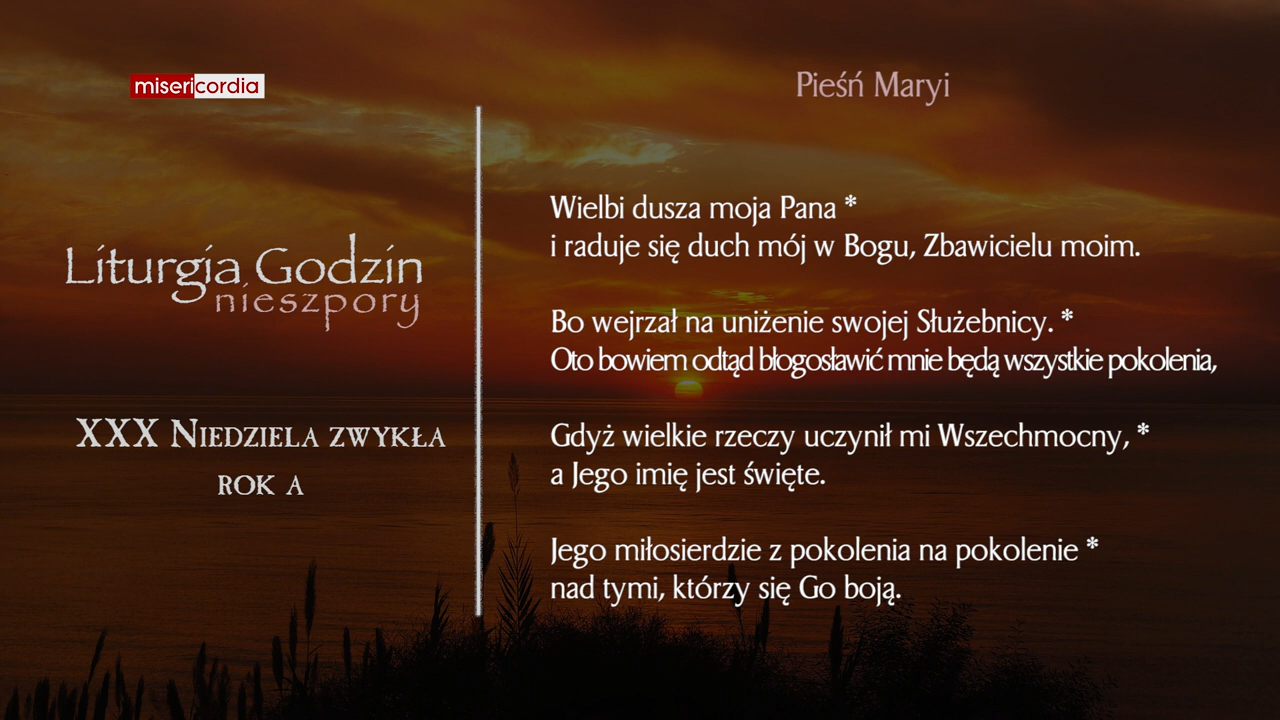 misericordia
Liturgia Godzin
nieszpory
XXX Niedziela zwykła
rok A
Pieśń Maryi
Wielbi dusza moja Pana *
i raduje się duch mój w Bogu, Zbawicielu moim.
Bo wejrzał na uniżenie swojej Służebnicy. *
Oto bowiem odtąd błogosławić mnie będą wszystkie pokolenia,
Gdyż wielkie rzeczy uczynił mi Wszechmocny, *
a Jego imię jest święte.
Jego miłosierdzie z pokolenia na pokolenie *
nad tymi, którzy się Go boją.